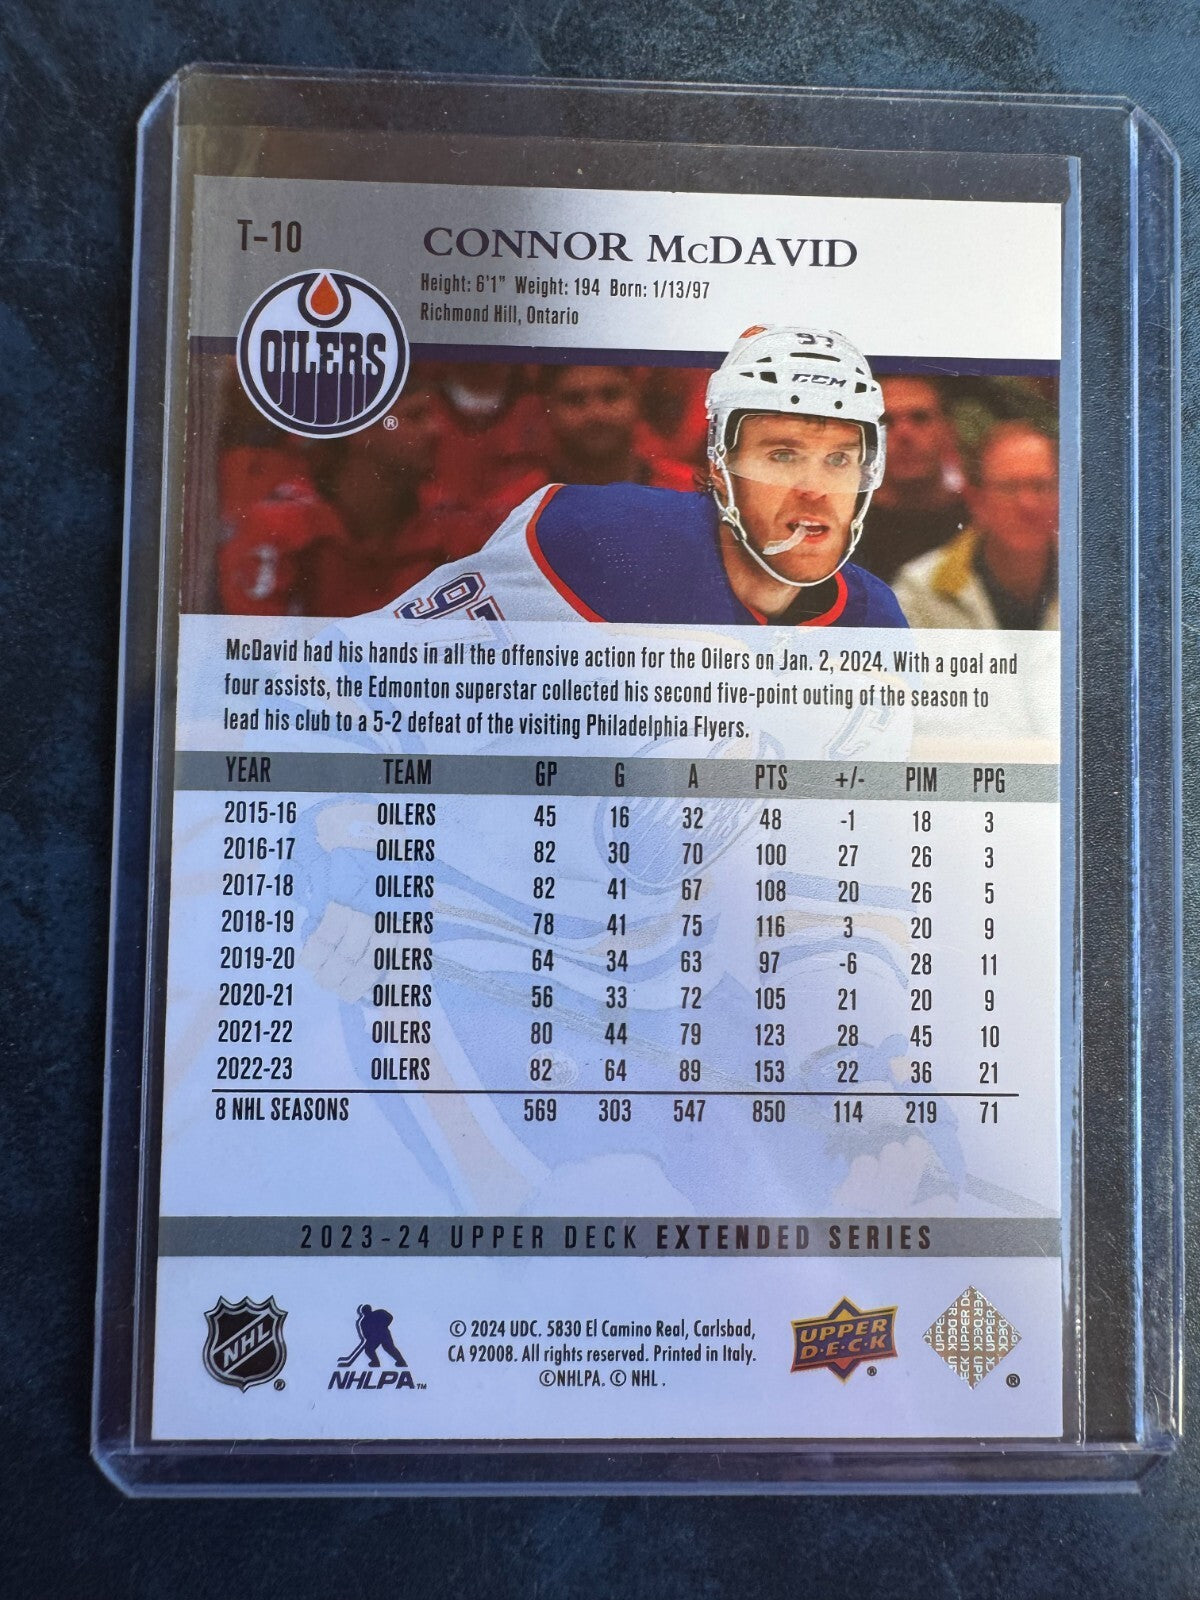 T-10
CONNOR McDAVID
Height: 6'1" Weight: 194 Born: 1/13/97
Richmond Hill, Ontario
OILERS
®
97
CCM
97
McDavid had his hands in all the offensive action for the Oilers on Jan. 2, 2024. With a goal and
four assists, the Edmonton superstar collected his second five-point outing of the season to
lead his club to a 5-2 defeat of the visiting Philadelphia Flyers.
YEAR TEAM GP G A PTS +/- PIM PPG
2015-16 OILERS 45 16 32 48 -1 18 3
2016-17 OILERS 82 30 70 100 27 26 3
2017-18 OILERS 82 41 67 108 20 26 5
2018-19 OILERS 78 41 75 116 3 20 9
2019-20 OILERS 64 34 63 97 -6 28 11
2020-21 OILERS 56 33 72 105 21 20 9
2021-22 OILERS 80 44 79 123 28 45 10
2022-23 OILERS 82 64 89 153 22 36 21
8 NHL SEASONS 569 303 547 850 114 219 71
2023-24 UPPER DECK EXTENDED SERIES
NHL ®
NHLPA™
© 2024 UDC. 5830 El Camino Real, Carlsbad,
CA 92008. All rights reserved. Printed in Italy.
©NHLPA. © NHL .
UPPER
D·E·C·K ®
UPPER DECK ®